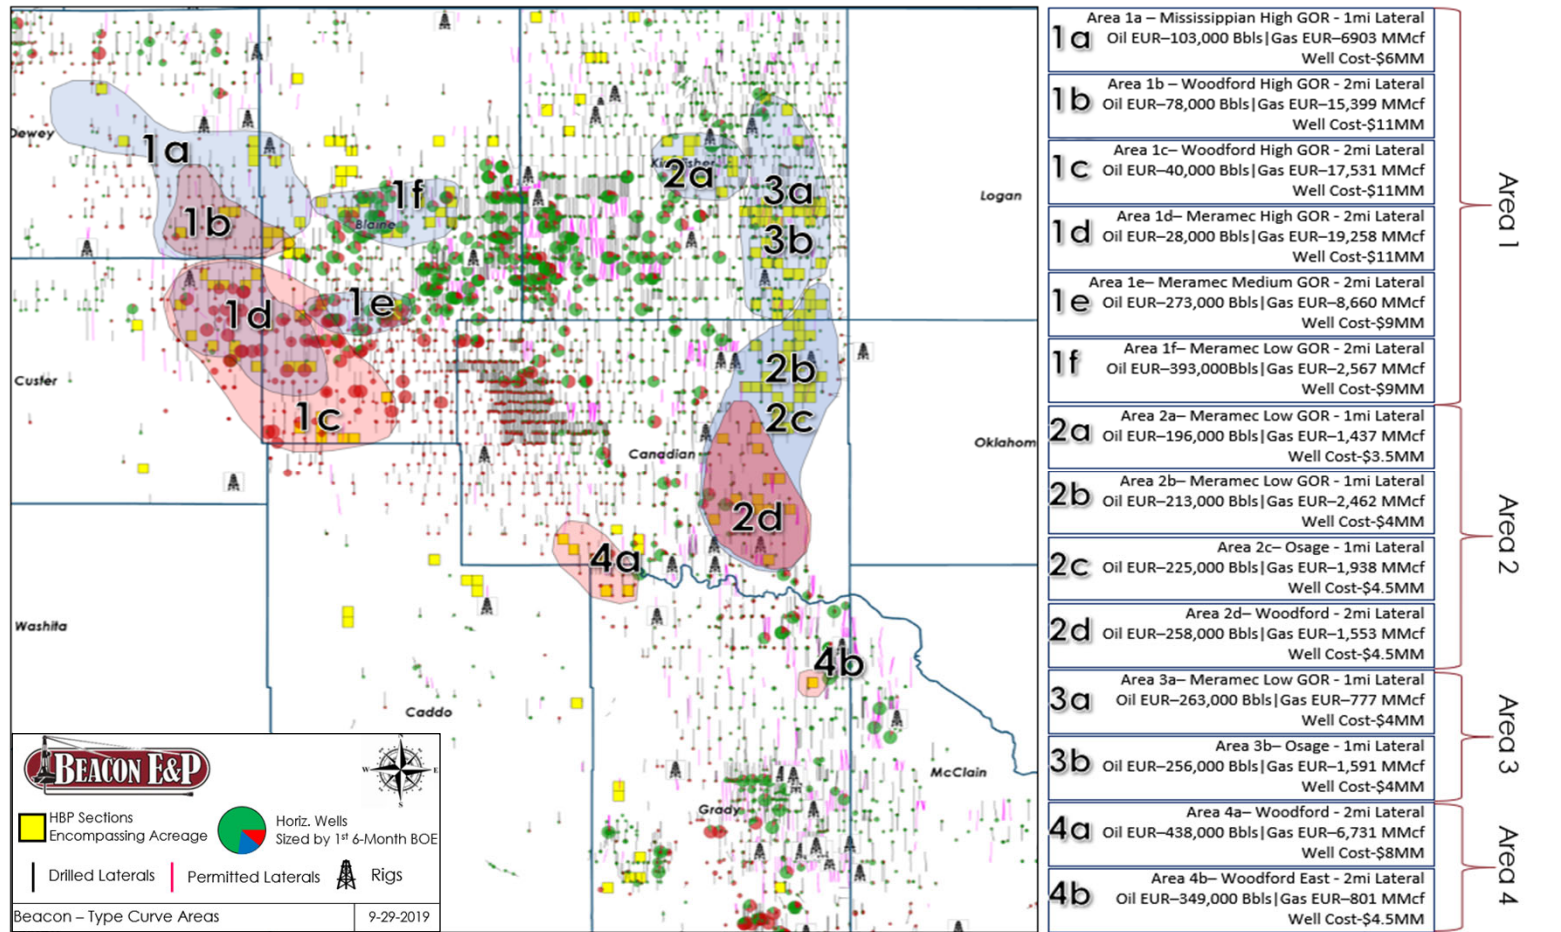 Dewey
1a
1b
1f
Blaine
Kingfisher
2a
3a
3b
Logan
1d
1e
Custer
1c
2b
2c
Canadian
Oklahom
2d
4a
Washita
4b
Caddo
McClain
Grady
BEACON E&P
N
W
E
S
HBP Sections
Encompassing Acreage
Horiz. Wells
Sized by 1st 6-Month BOE
Drilled Laterals
Permitted Laterals
Rigs
Beacon – Type Curve Areas
9-29-2019
1a
Area 1a – Mississippian High GOR - 1mi Lateral
Oil EUR–103,000 Bbls|Gas EUR–6903 MMcf
Well Cost-$6MM
1b
Area 1b – Woodford High GOR - 2mi Lateral
Oil EUR–78,000 Bbls|Gas EUR–15,399 MMcf
Well Cost-$11MM
1c
Area 1c– Woodford High GOR - 2mi Lateral
Oil EUR–40,000 Bbls|Gas EUR–17,531 MMcf
Well Cost-$11MM
1d
Area 1d– Meramec High GOR - 2mi Lateral
Oil EUR–28,000 Bbls|Gas EUR–19,258 MMcf
Well Cost-$11MM
1e
Area 1e– Meramec Medium GOR - 2mi Lateral
Oil EUR–273,000 Bbls|Gas EUR–8,660 MMcf
Well Cost-$9MM
1f
Area 1f– Meramec Low GOR - 2mi Lateral
Oil EUR–393,000Bbls|Gas EUR–2,567 MMcf
Well Cost-$9MM
Area 1
2a
Area 2a– Meramec Low GOR - 1mi Lateral
Oil EUR–196,000 Bbls|Gas EUR–1,437 MMcf
Well Cost-$3.5MM
2b
Area 2b– Meramec Low GOR - 1mi Lateral
Oil EUR–213,000 Bbls|Gas EUR–2,462 MMcf
Well Cost-$4MM
2c
Area 2c– Osage - 1mi Lateral
Oil EUR–225,000 Bbls|Gas EUR–1,938 MMcf
Well Cost-$4.5MM
2d
Area 2d– Woodford - 2mi Lateral
Oil EUR–258,000 Bbls|Gas EUR–1,553 MMcf
Well Cost-$4.5MM
Area 2
3a
Area 3a– Meramec Low GOR - 1mi Lateral
Oil EUR–263,000 Bbls|Gas EUR–777 MMcf
Well Cost-$4MM
3b
Area 3b– Osage - 1mi Lateral
Oil EUR–256,000 Bbls|Gas EUR–1,591 MMcf
Well Cost-$4MM
Area 3
4a
Area 4a– Woodford - 2mi Lateral
Oil EUR–438,000 Bbls|Gas EUR–6,731 MMcf
Well Cost-$8MM
4b
Area 4b– Woodford East - 2mi Lateral
Oil EUR–349,000 Bbls|Gas EUR–801 MMcf
Well Cost-$4.5MM
Area 4